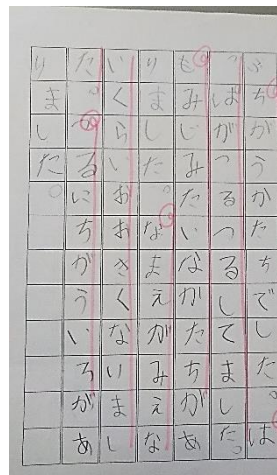 ふちがうかたちでした。は
っばがつるつるしてました。
もみじみたいなかたちがあ
りました。なまえがみえな
いくらいおおきくないまし
た。つるにちがういろがあ
りました。